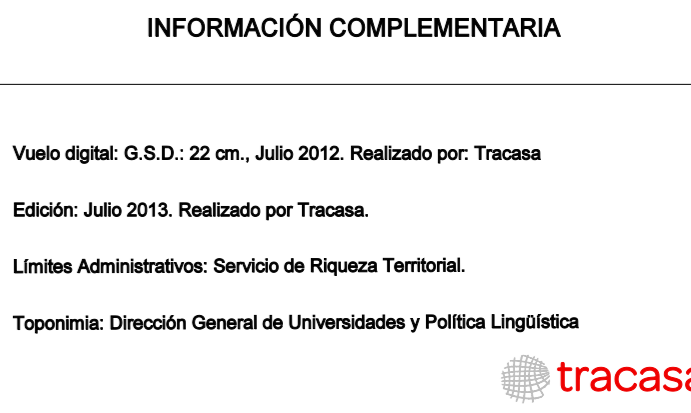 INFORMACIÓN COMPLEMENTARIA
Vuelo digital: G.S.D.: 22 cm., Julio 2012. Realizado por: Tracasa
Edición: Julio 2013. Realizado por Tracasa.
Límites Administrativos: Servicio de Riqueza Territorial.
Toponimia: Dirección General de Universidades y Política Lingüística
tracasa